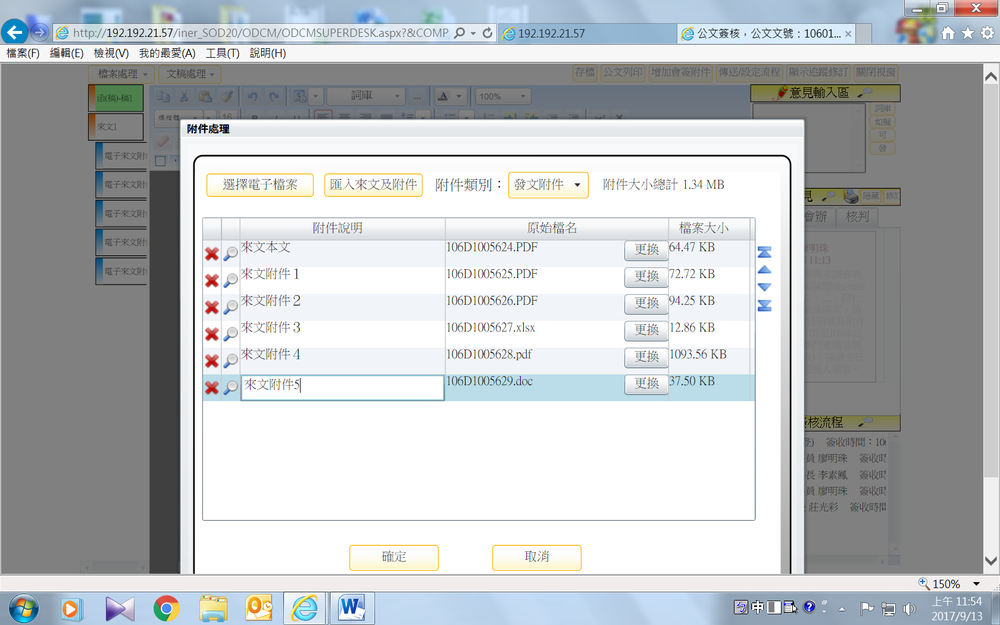 http://192.192.21.57/iner_SOD20/ODCM/ODCMSUPERDESK.aspx?&COMP
192.192.21.57
公文簽核，公文文號：10601...
檔案(F) 編輯(E) 檢視(V) 我的最愛(A) 工具(T) 說明(H)
檔案處理 文稿處理 存檔 公文列印 增加會簽附件 傳送/設定流程 顯示追蹤修訂 關閉視窗
函(稿)-稿1
詞庫 ... A 100%
意見輸入區
標楷體 16
詞庫
如擬
可
發
來文1
附件處理
電子來文附
電子來文附
電子來文附
電子來文附
電子來文附
選擇電子檔案 匯入來文及附件 附件類別： 發文附件 附件大小總計 1.34 MB
見 隱藏 修訂
會辦 核判
附件說明 原始檔名 檔案大小
來文本文 106D1005624.PDF 更換 64.47 KB
來文附件 1 106D1005625.PDF 更換 72.72 KB
來文附件 2 106D1005626.PDF 更換 94.25 KB
來文附件 3 106D1005627.xlsx 更換 12.86 KB
來文附件 4 106D1005628.pdf 更換 1093.56 KB
來文附件5 106D1005629.doc 更換 37.50 KB
明珠
11:13
核流程
簽收時間：10
員 廖明珠 簽收時
長 李素鳳 簽收時
員 廖明珠 簽收時
莊光彩 簽收時間
確定 取消
150%
中
上午 11:54
2017/9/13